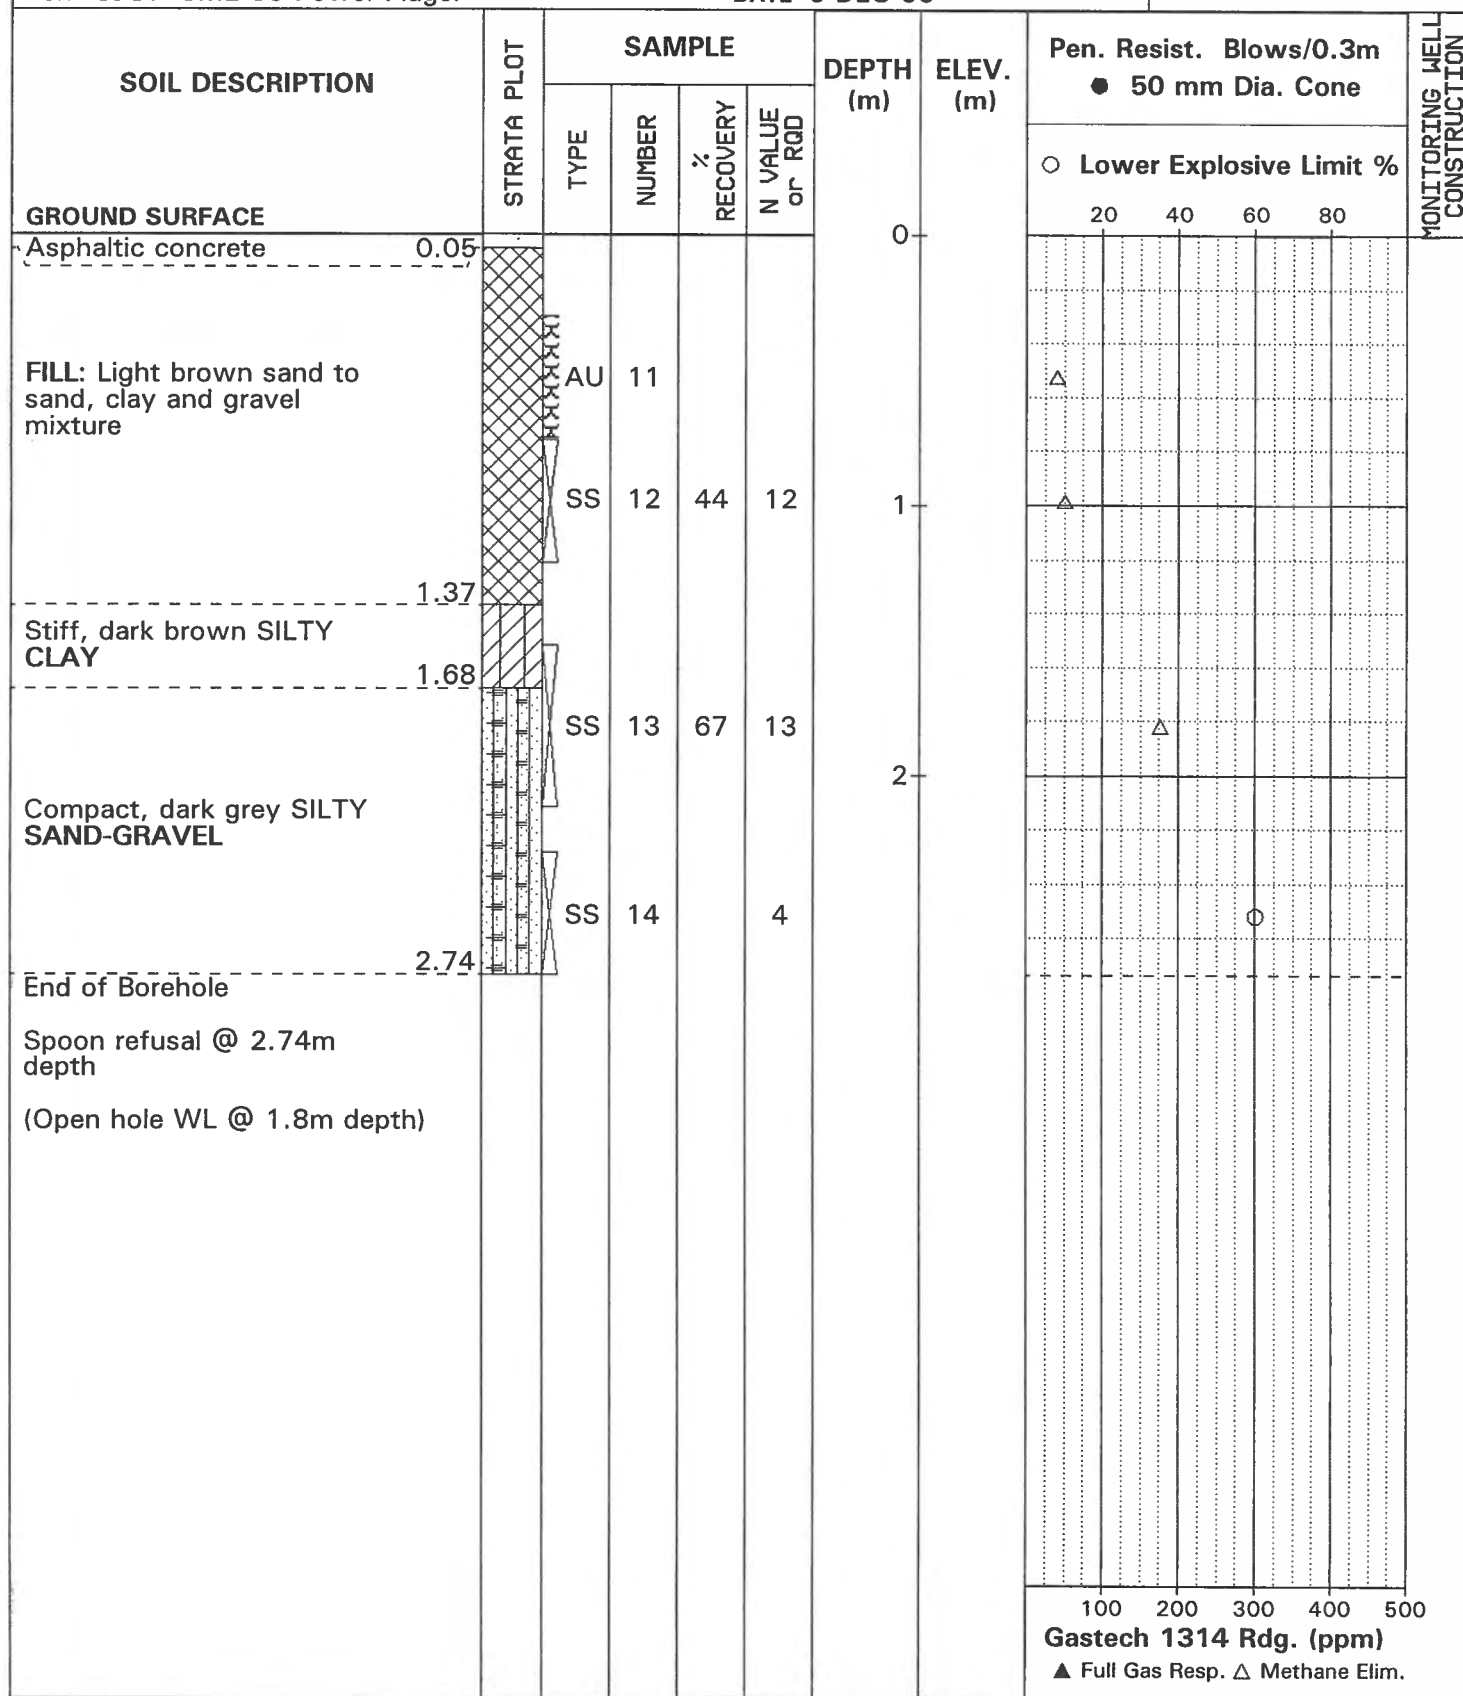 SOIL DESCRIPTION
GROUND SURFACE
STRATA PLOT
SAMPLE
TYPE
NUMBER
%
RECOVERY
N VALUE
or RQD
DEPTH
(m)
ELEV.
(m)
Pen. Resist. Blows/0.3m
● 50 mm Dia. Cone
○ Lower Explosive Limit %
20 40 60 80
MONITORING WELL
CONSTRUCTION
0
Asphaltic concrete 0.05
FILL: Light brown sand to
sand, clay and gravel
mixture
AU 11
SS 12 44 12
1
1.37
Stiff, dark brown SILTY
CLAY
1.68
SS 13 67 13
2
Compact, dark grey SILTY
SAND-GRAVEL
SS 14 4
2.74
End of Borehole
Spoon refusal @ 2.74m
depth
(Open hole WL @ 1.8m depth)
100 200 300 400 500
Gastech 1314 Rdg. (ppm)
▲ Full Gas Resp. △ Methane Elim.